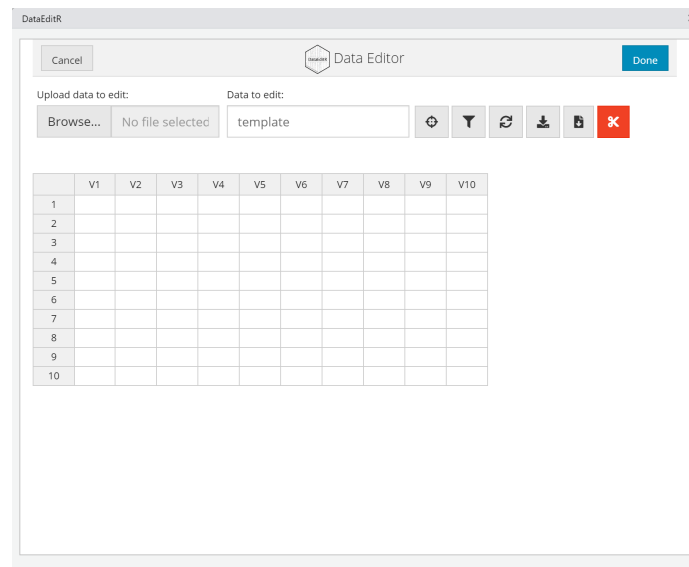 DataEditR
Cancel
DataEditR
Data Editor
Done
Upload data to edit:
Data to edit:
Browse...
No file selected
template
V1 V2 V3 V4 V5 V6 V7 V8 V9 V10
1
2
3
4
5
6
7
8
9
10